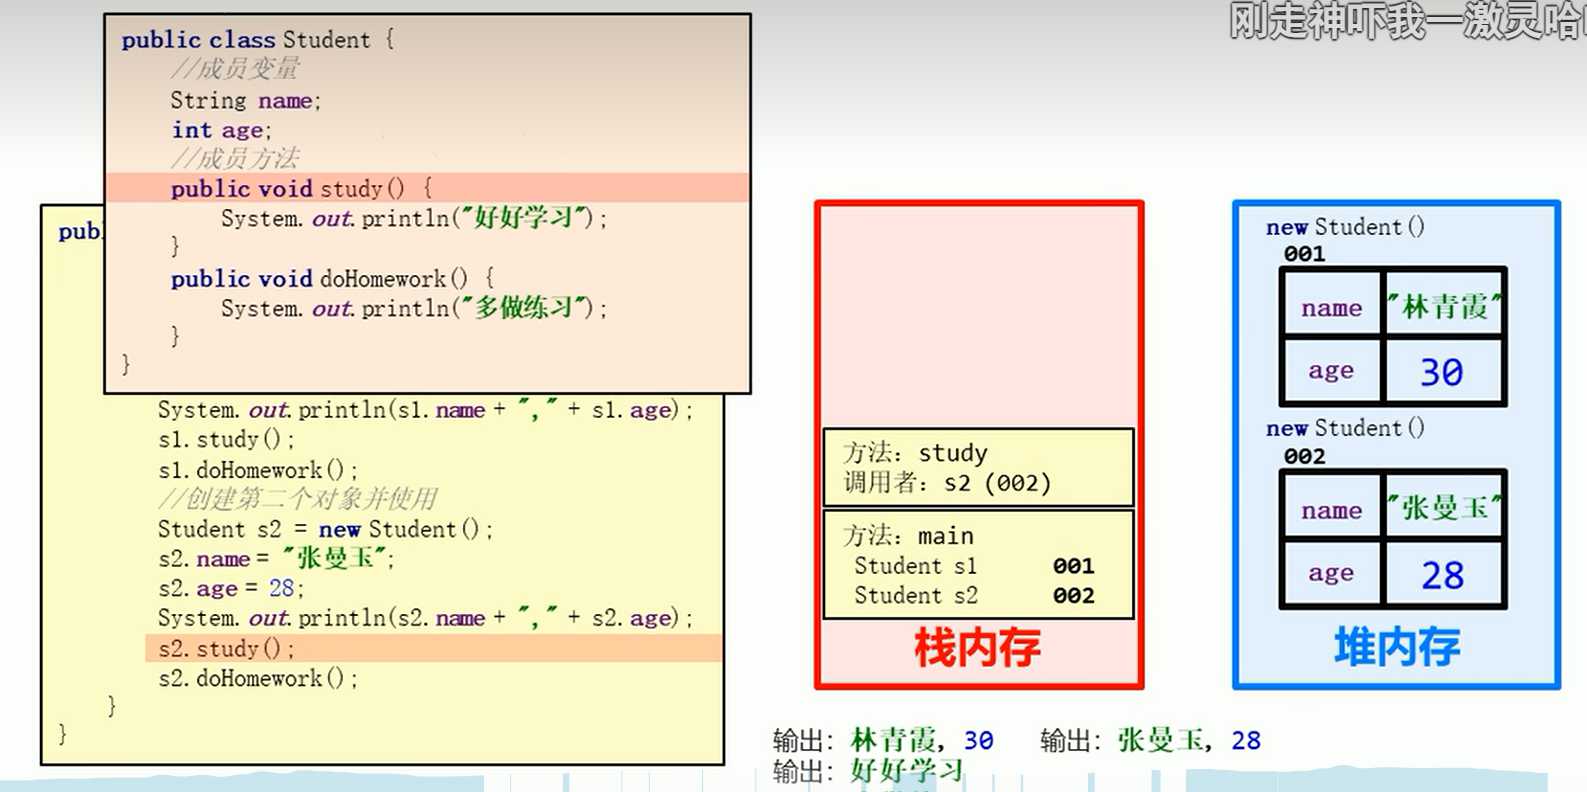 刚走神吓我一激灵哈
public class Student {
//成员变量
String name;
int age;
//成员方法
public void study() {
System.out.println("好好学习");
}
public void doHomework() {
System.out.println("多做练习");
}
}
publ
System.out.println(s1.name + "," + s1.age);
s1.study();
s1.doHomework();
//创建第二个对象并使用
Student s2 = new Student();
s2.name = "张曼玉";
s2.age = 28;
System.out.println(s2.name + "," + s2.age);
s2.study();
s2.doHomework();
}
}
方法：study
调用者：s2 (002)
方法：main
Student s1 001
Student s2 002
栈内存
new Student()
001
name "林青霞"
age 30
new Student()
002
name "张曼玉"
age 28
堆内存
输出：林青霞，30 输出：张曼玉，28
输出：好好学习